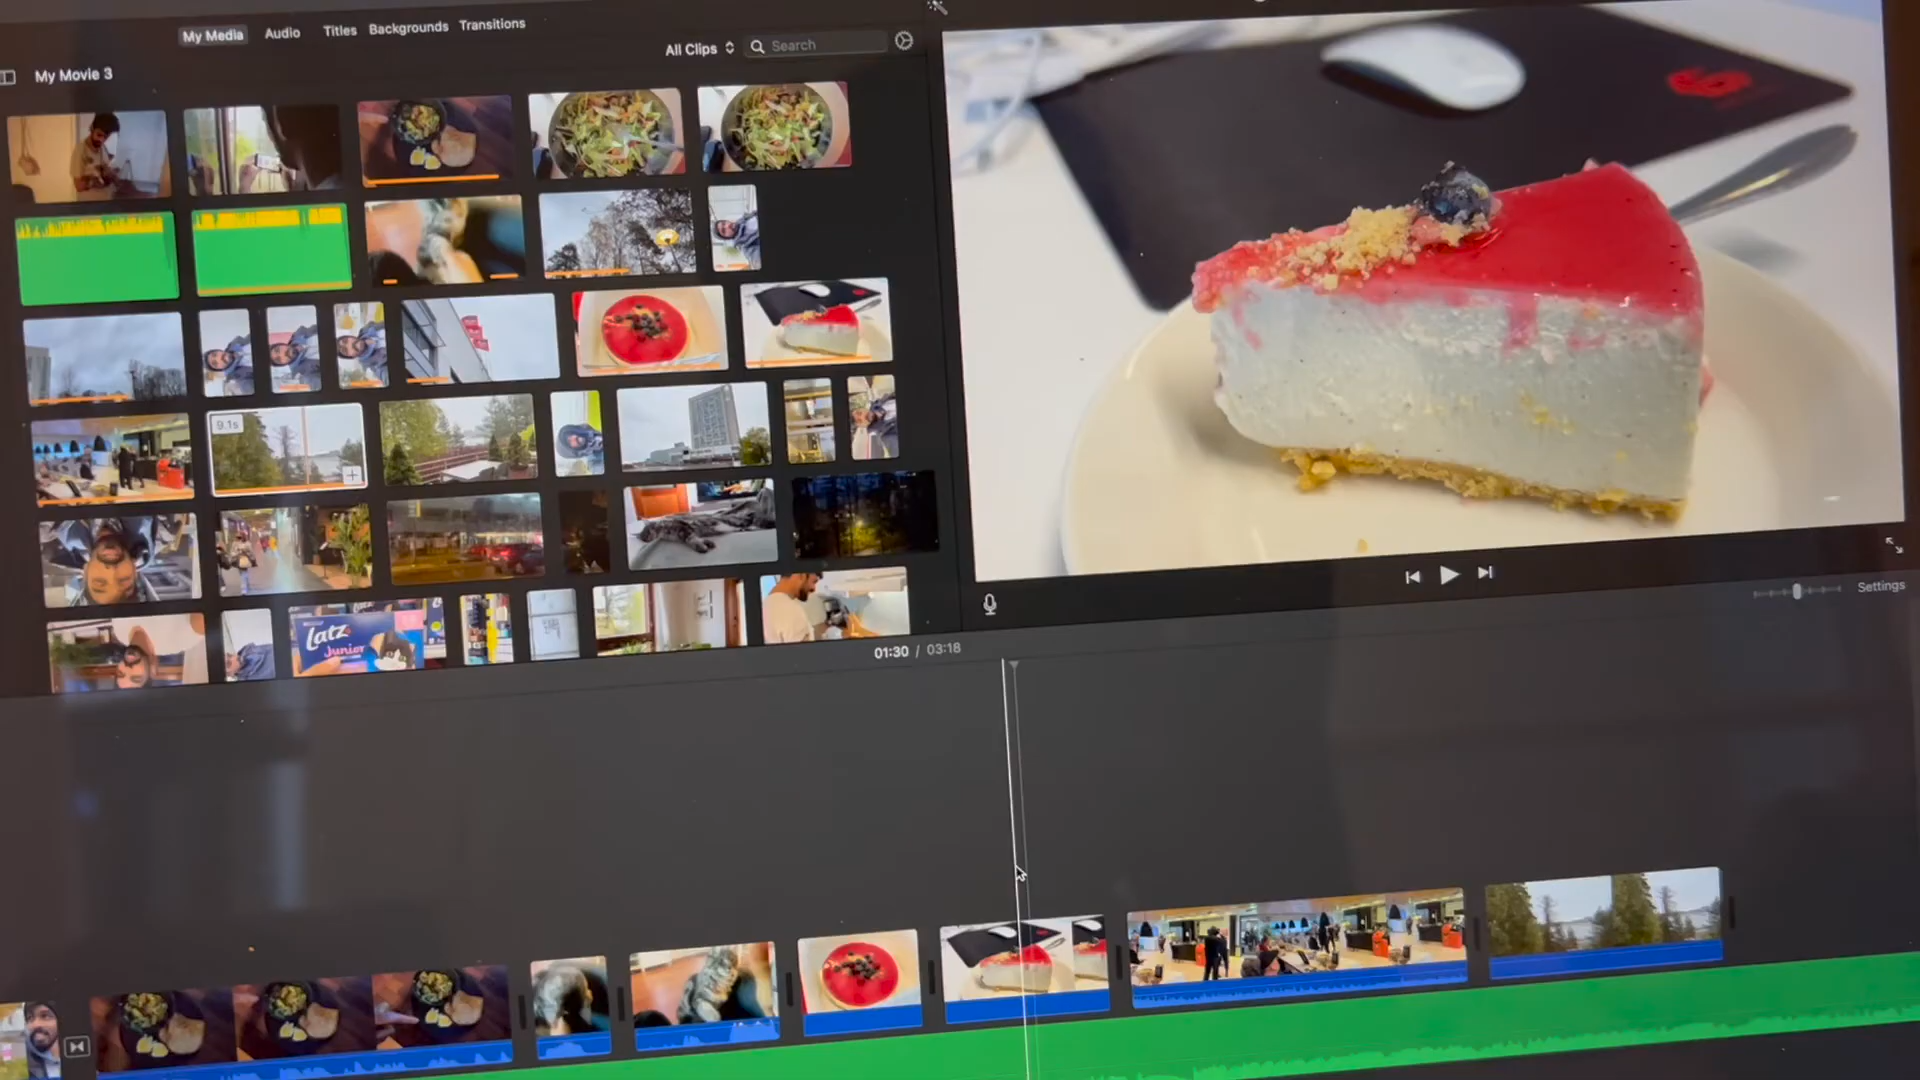 My Media Audio Titles Backgrounds Transitions
All Clips Search
My Movie 3
9.1s
Latz
Junior
Settings
01:30 / 03:18